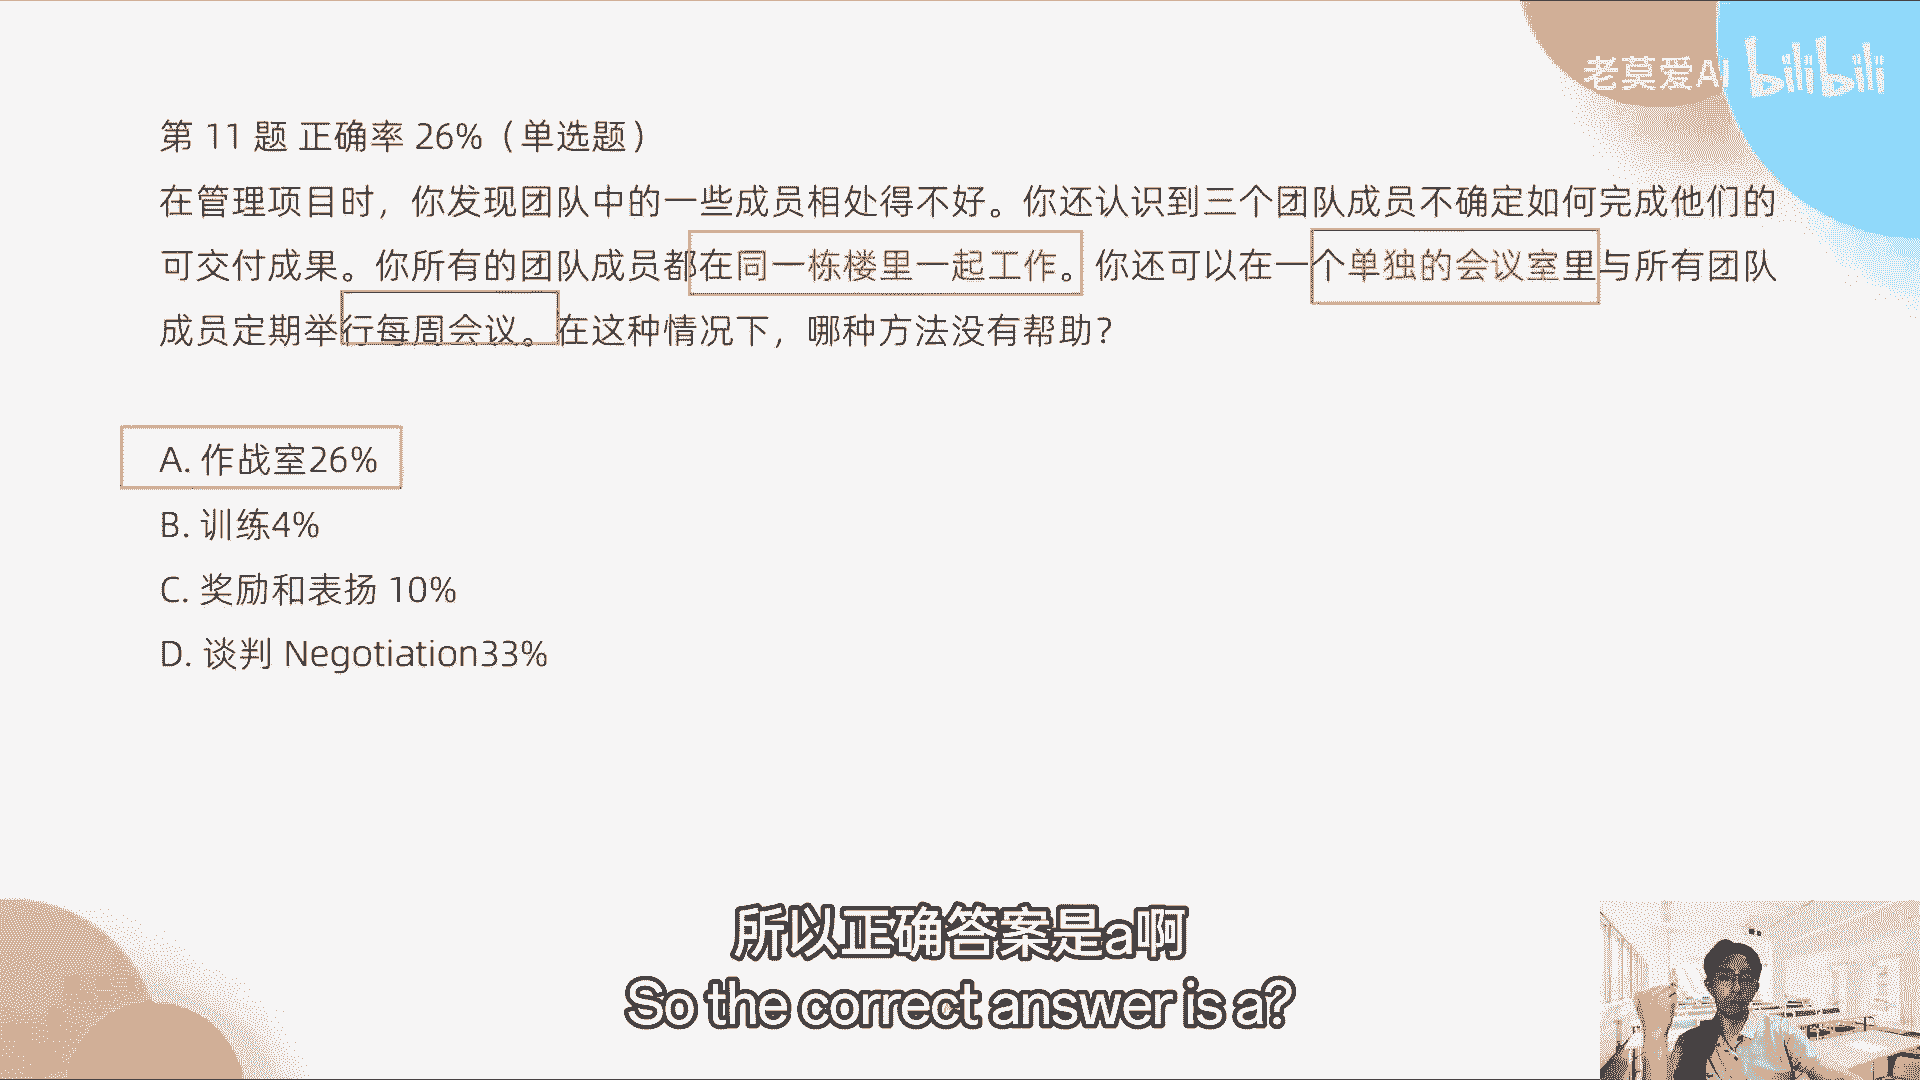 老莫爱AI bilibili
第 11 题 正确率 26%（单选题）
在管理项目时，你发现团队中的一些成员相处得不好。你还认识到三个团队成员不确定如何完成他们的
可交付成果。你所有的团队成员都在同一栋楼里一起工作。你还可以在一个单独的会议室里与所有团队
成员定期举行每周会议。在这种情况下，哪种方法没有帮助？
A. 作战室26%
B. 训练4%
C. 奖励和表扬 10%
D. 谈判 Negotiation33%
所以正确答案是a啊
So the correct answer is a?